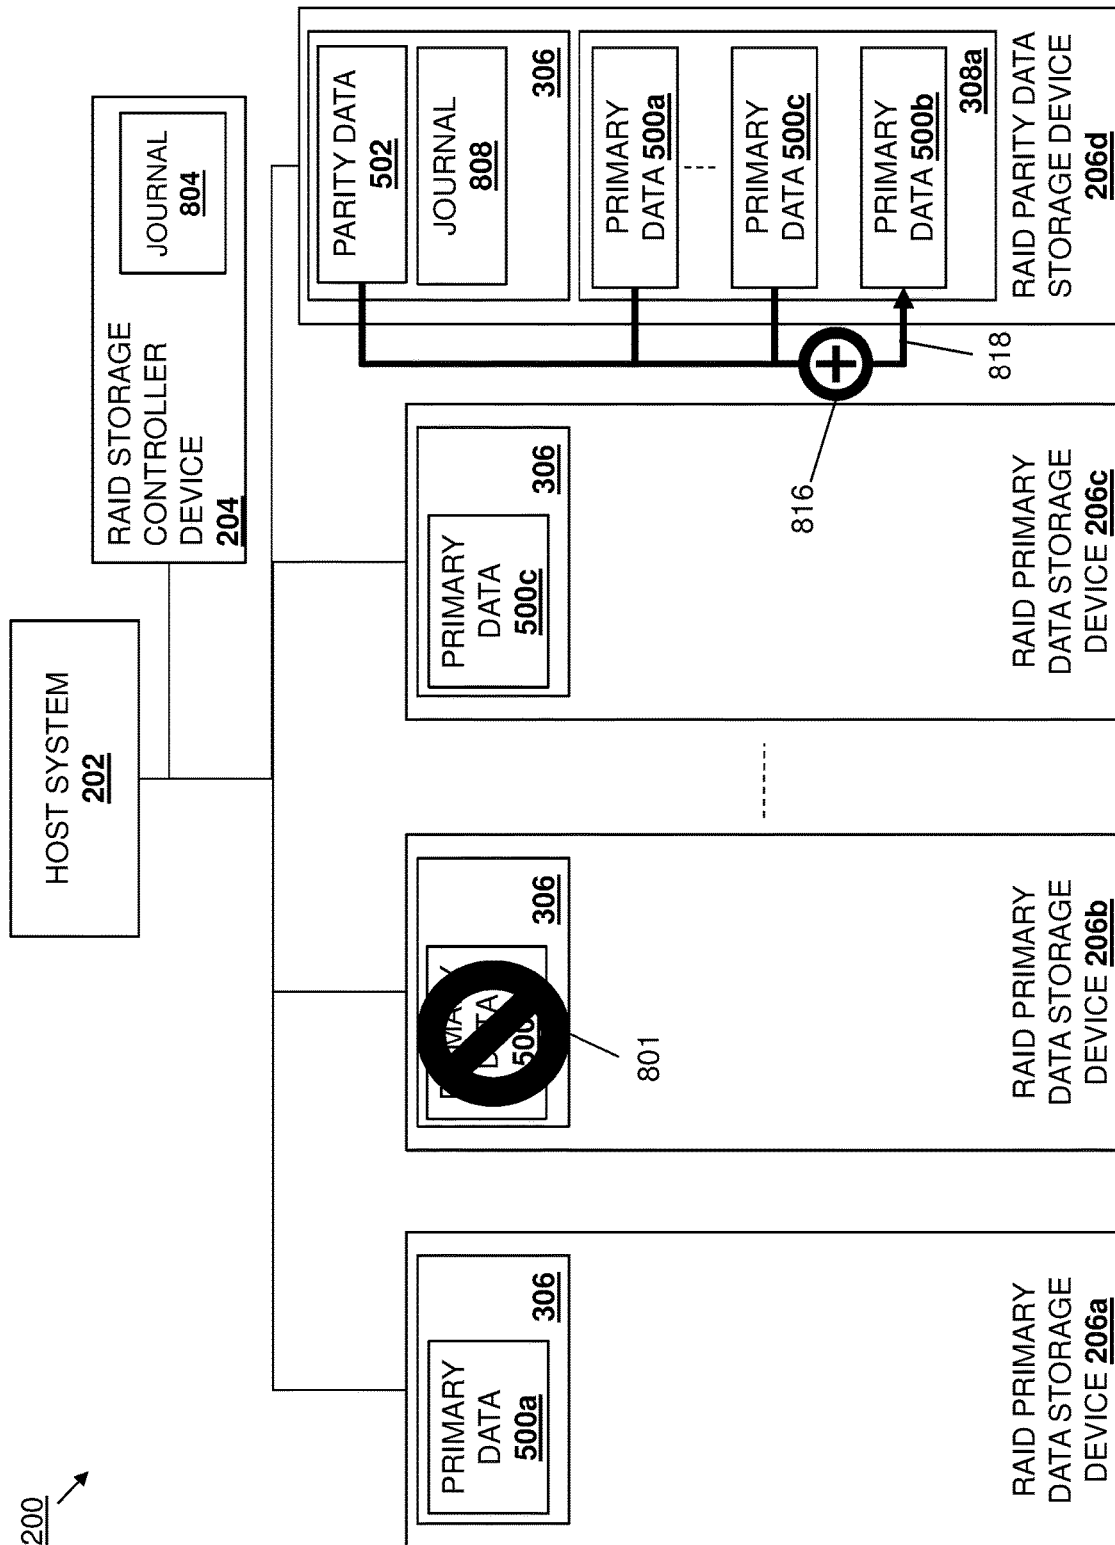 200
HOST SYSTEM
202
RAID STORAGE
CONTROLLER
DEVICE
204
JOURNAL
804
PRIMARY
DATA
500a
306
RAID PRIMARY
DATA STORAGE
DEVICE 206a
DATA
306
801
RAID PRIMARY
DATA STORAGE
DEVICE 206b
PRIMARY
DATA
500c
306
RAID PRIMARY
DATA STORAGE
DEVICE 206c
816
818
PARITY DATA
502
JOURNAL
808
306
PRIMARY
DATA 500a
PRIMARY
DATA 500c
PRIMARY
DATA 500b
308a
RAID PARITY DATA
STORAGE DEVICE
206d